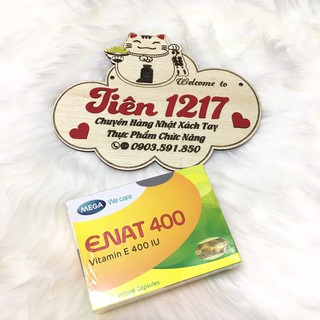 Welcome to
Tiên 1217
Chuyên Hàng Nhật Xách Tay
Thực Phẩm Chức Năng
0903.591.850
MEGA We care
ENAT 400
Vitamin E 400 IU
Capsules